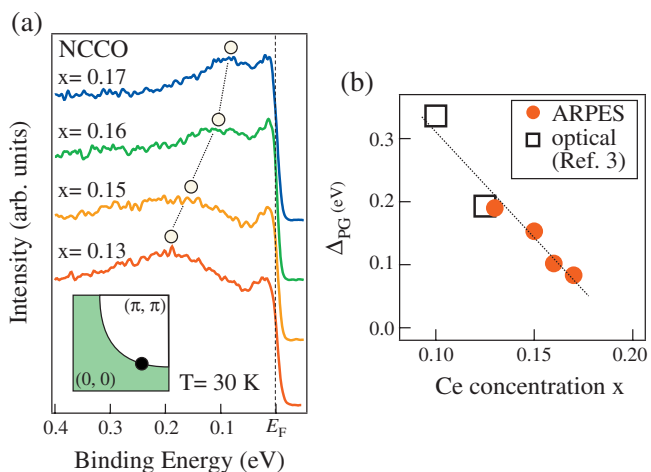 (a)
NCCO
x= 0.17
x= 0.16
x= 0.15
x= 0.13
(π, π)
(0, 0)
T= 30 K
Intensity (arb. units)
0.4 0.3 0.2 0.1 E_F
Binding Energy (eV)
(b)
ARPES
optical
(Ref. 3)
Δ_PG (eV)
0.3
0.2
0.1
0.0
0.10 0.15 0.20
Ce concentration x